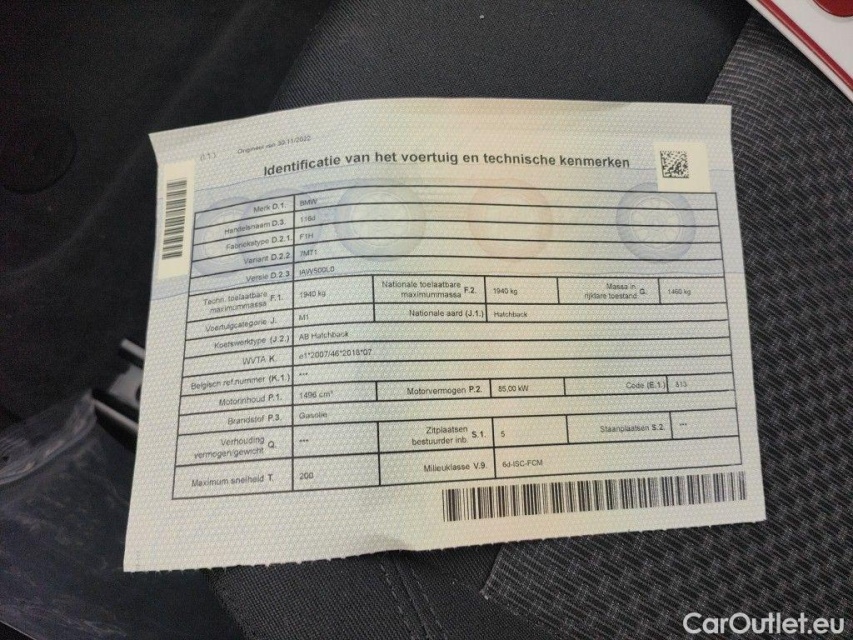 Origineel van 30/11/2022
Identificatie van het voertuig en technische kenmerken
Merk D.1. BMW
Handelsnaam D.3. 116d
Fabriekstype D.2.1. F1H
Variant D.2.2 7M71
Versie D.2.3 IAW500L0
Techn. toelaatbare maximummassa F.1. 1940 kg Nationale toelaatbare maximummassa F.2. 1940 kg Massa in rijklare toestand G. 1460 kg
Voertuigcategorie J. M1 Nationale aard (J.1.) Hatchback
Koetswerktype (J.2.) AB Hatchback
WVTA K. e1*2007/46*2018*07
Belgisch ref.nummer (K.1.) ---
Motorinhoud P.1. 1496 cm³ Motorvermogen P.2. 85,00 kW Code (E.1.) 513
Brandstof P.3. Gasolie
Verhouding vermogen/gewicht Q. --- Zitplaatsen bestuurder inb. S.1. 5 Staanplaatsen S.2. ---
Maximum snelheid T. 200 Milieuklasse V.9. 6d-ISC-FCM
CarOutlet.eu